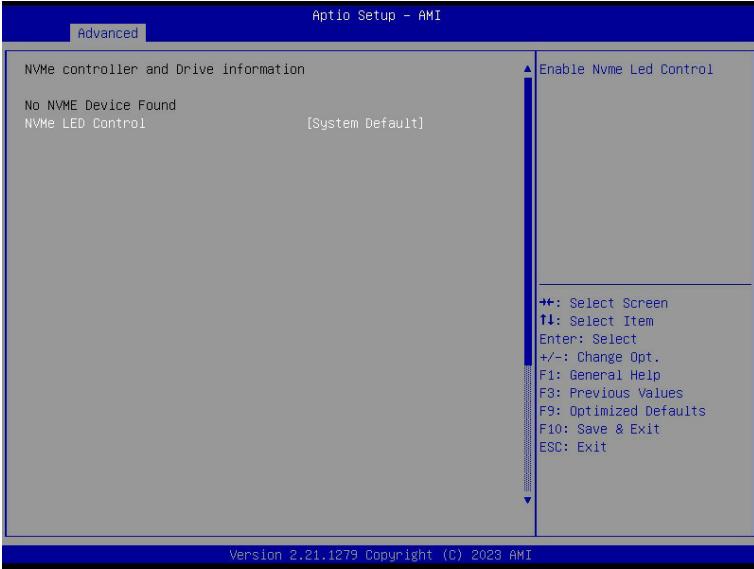 Aptio Setup – AMI
Advanced
NVMe controller and Drive information
No NVME Device Found
NVMe LED Control [System Default]
Enable Nvme Led Control
→←: Select Screen
↑↓: Select Item
Enter: Select
+/-: Change Opt.
F1: General Help
F3: Previous Values
F9: Optimized Defaults
F10: Save & Exit
ESC: Exit
Version 2.21.1279 Copyright (C) 2023 AMI